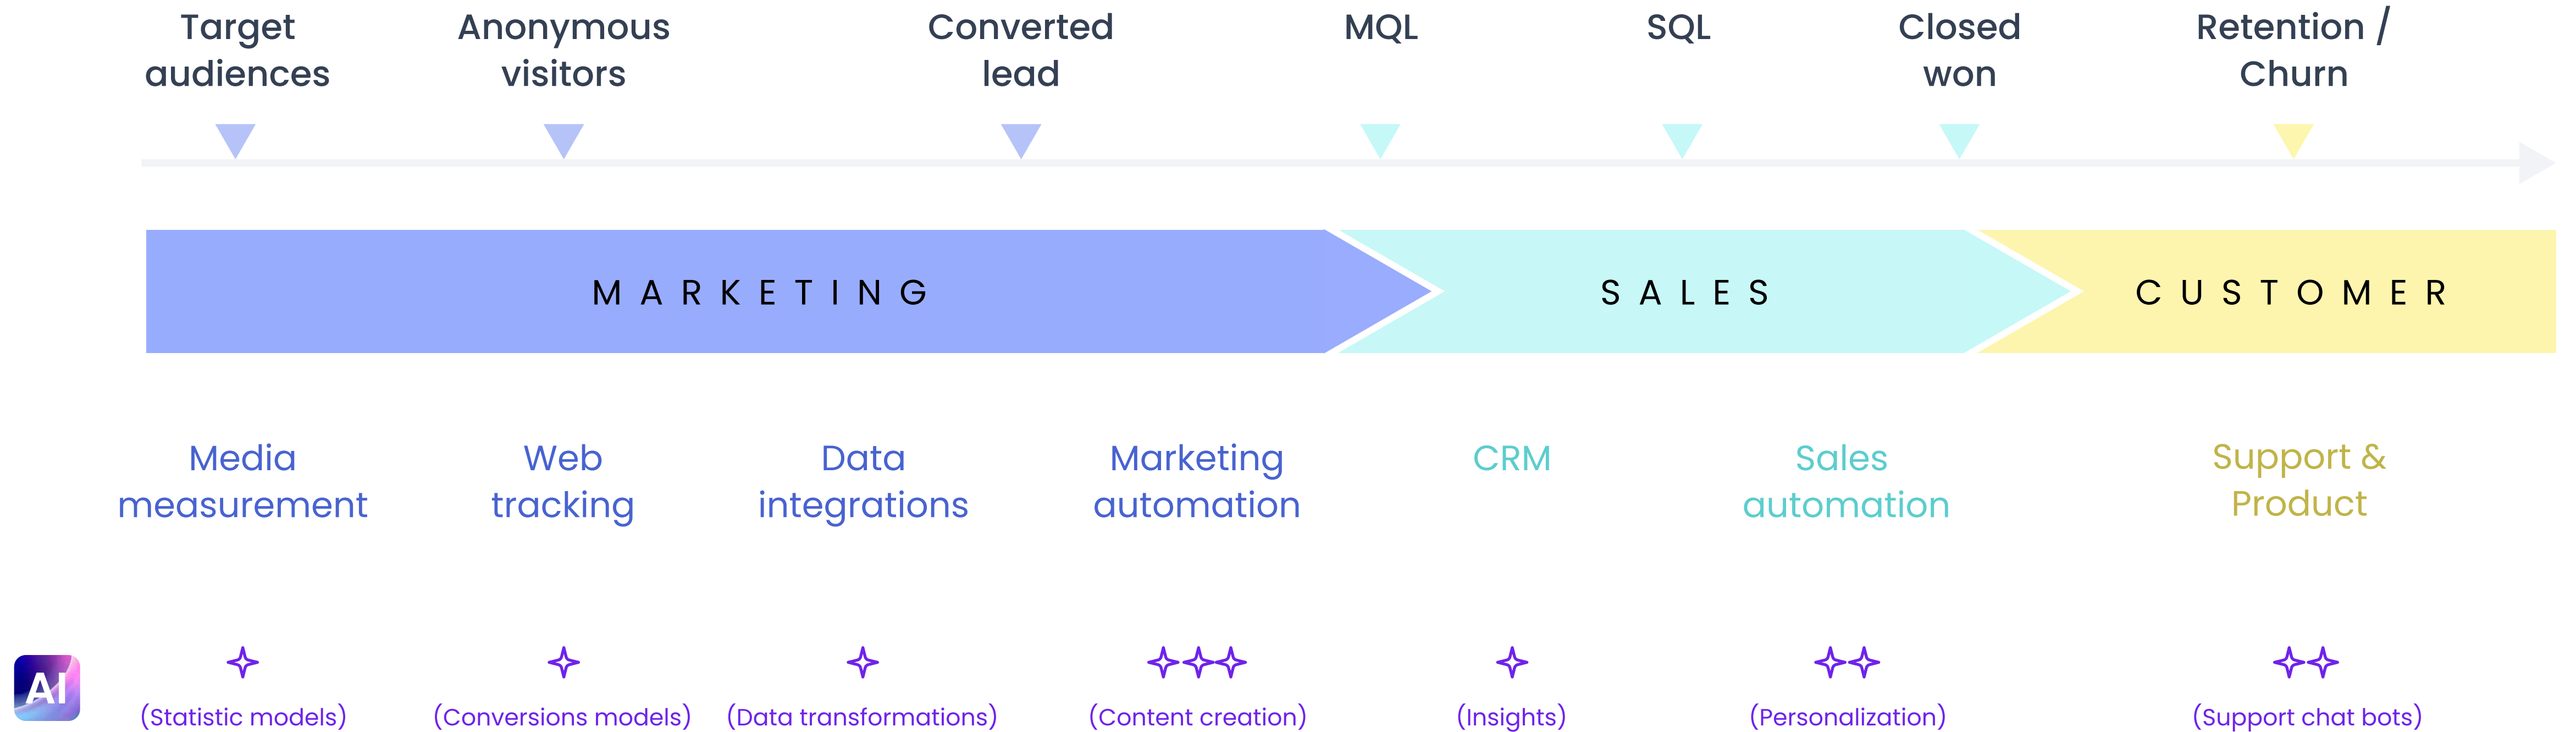 Target
audiences
Anonymous
visitors
Converted
lead
MQL
SQL
Closed
won
Retention /
Churn
MARKETING
SALES
CUSTOMER
Media
measurement
Web
tracking
Data
integrations
Marketing
automation
CRM
Sales
automation
Support &
Product
AI
(Statistic models)
(Conversions models)
(Data transformations)
(Content creation)
(Insights)
(Personalization)
(Support chat bots)